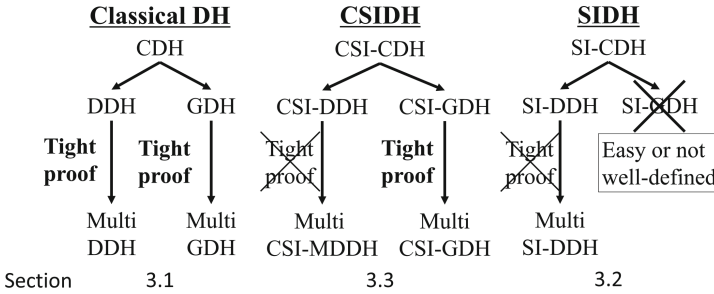 Classical DH CSIDH SIDH
CDH CSI-CDH SI-CDH
DDH GDH CSI-DDH CSI-GDH SI-DDH SI-GDH
Tight Tight Tight Tight Tight Easy or not
proof proof proof proof proof well-defined
Multi Multi Multi Multi Multi
DDH GDH CSI-MDDH CSI-GDH SI-DDH
Section 3.1 3.3 3.2